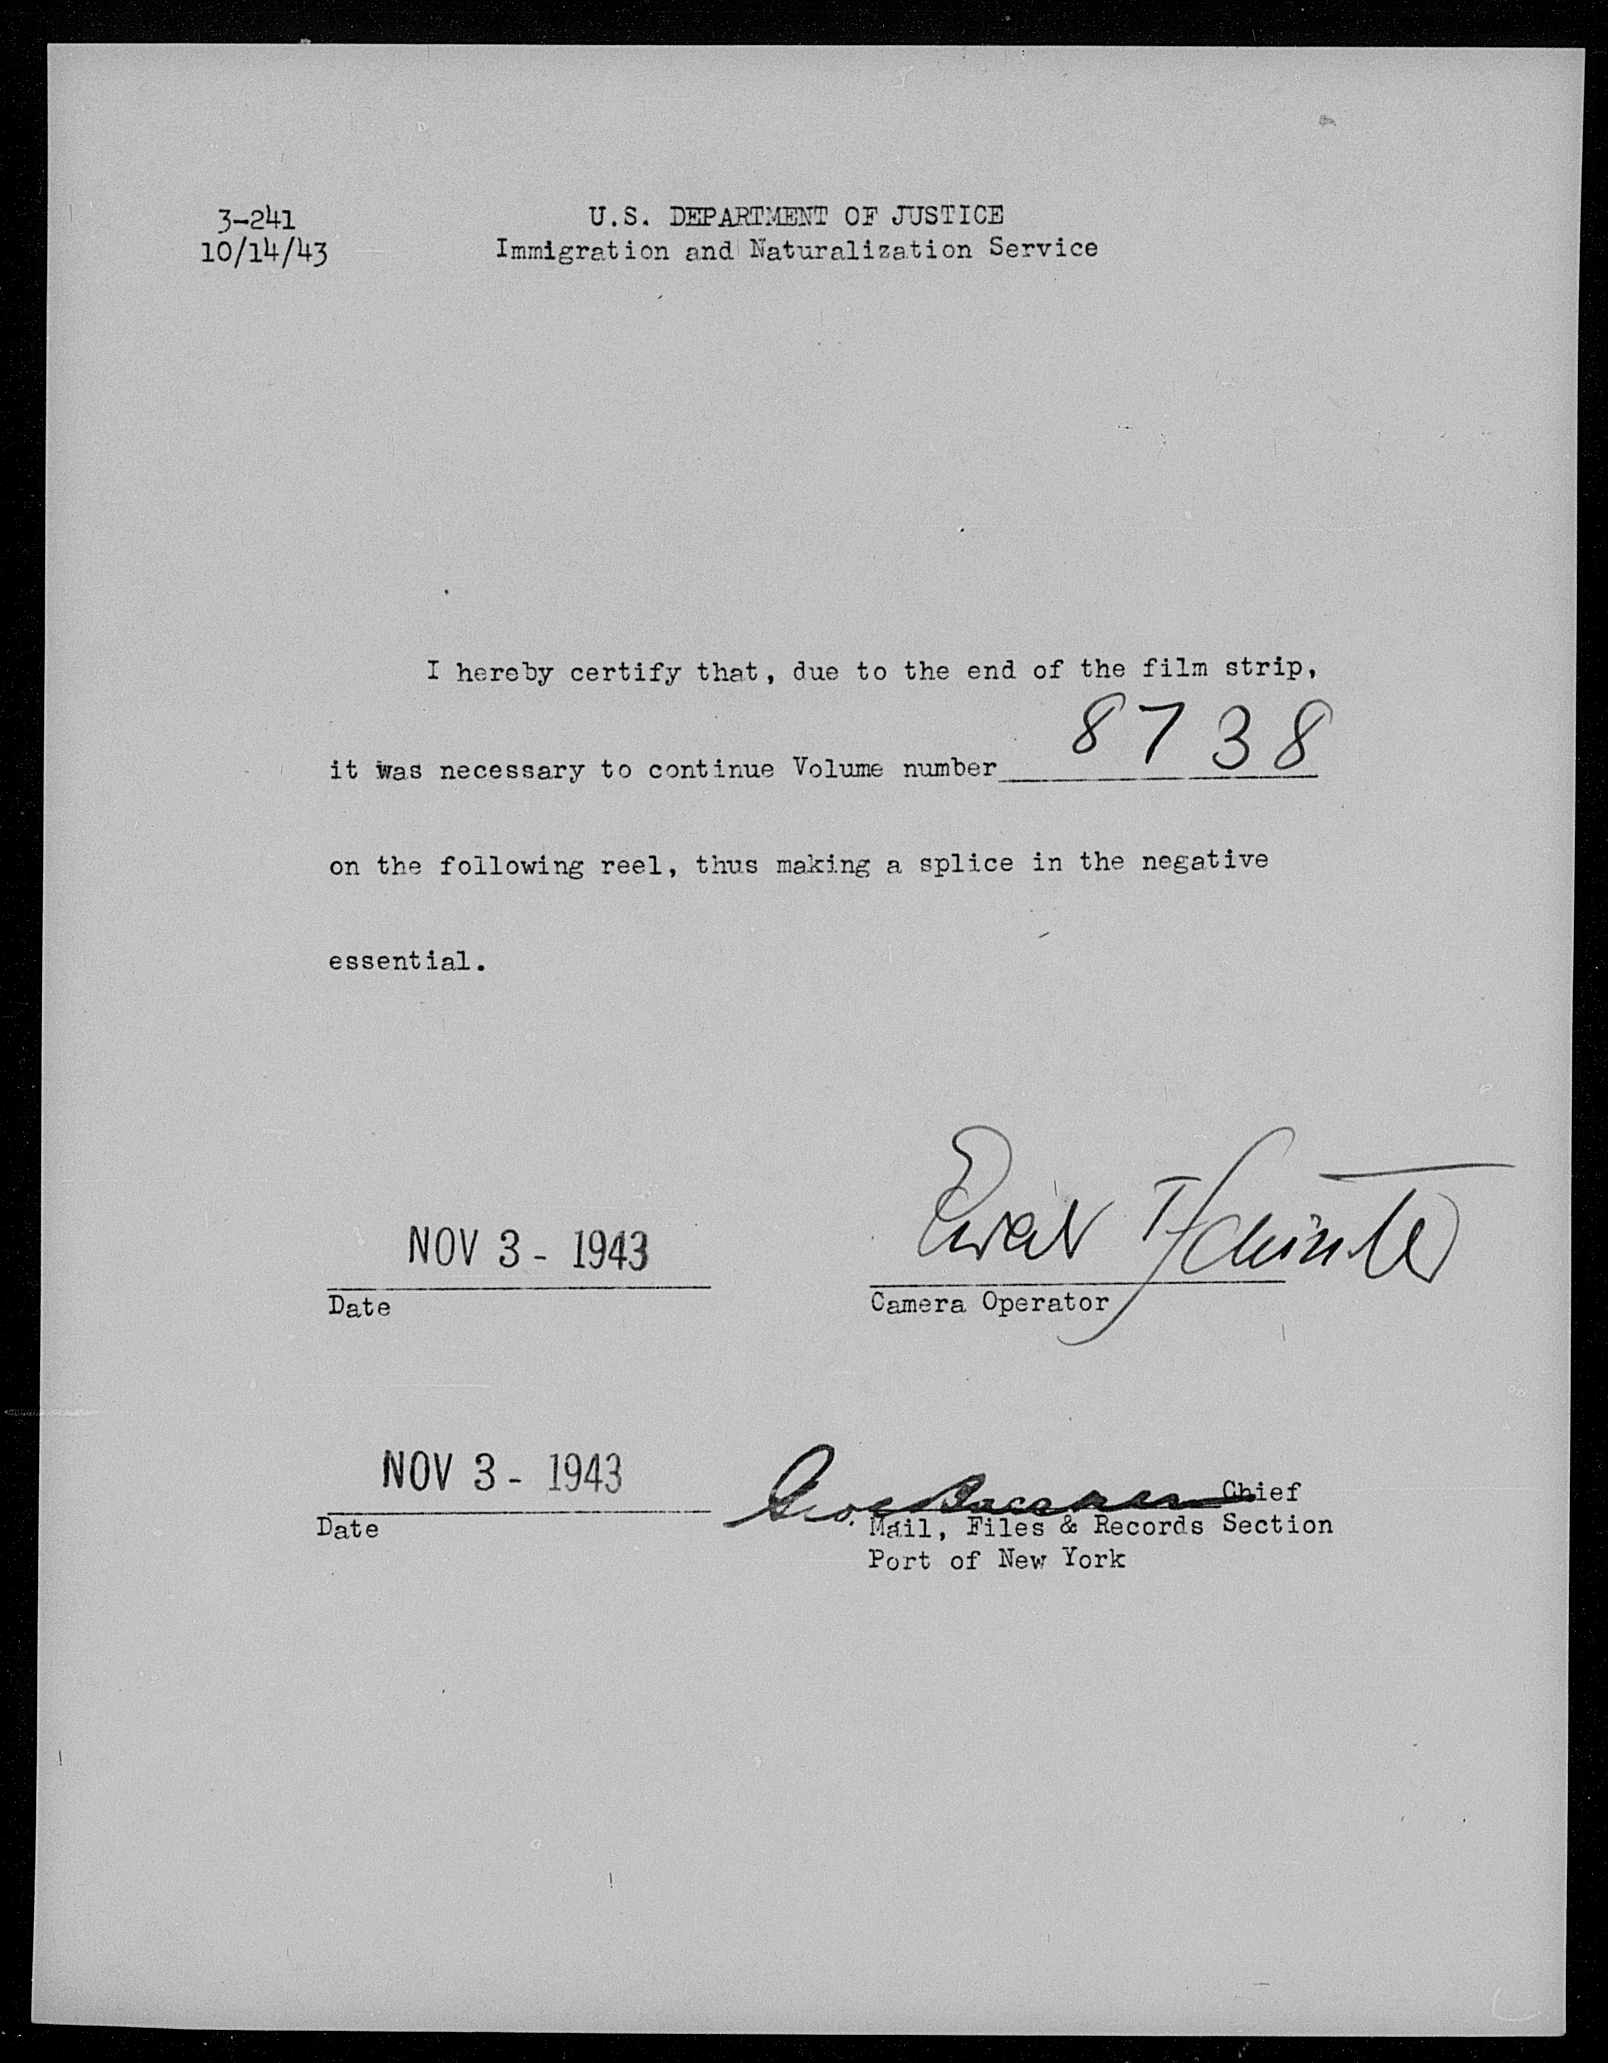 3-241
10/14/43
U.S. DEPARTMENT OF JUSTICE
Immigration and Naturalization Service
I hereby certify that, due to the end of the film strip,
it was necessary to continue Volume number 8738
on the following reel, thus making a splice in the negative
essential.
NOV 3 - 1943
Date
Camera Operator
NOV 3 - 1943
Date
Geo.
Chief
Mail, Files & Records Section
Port of New York